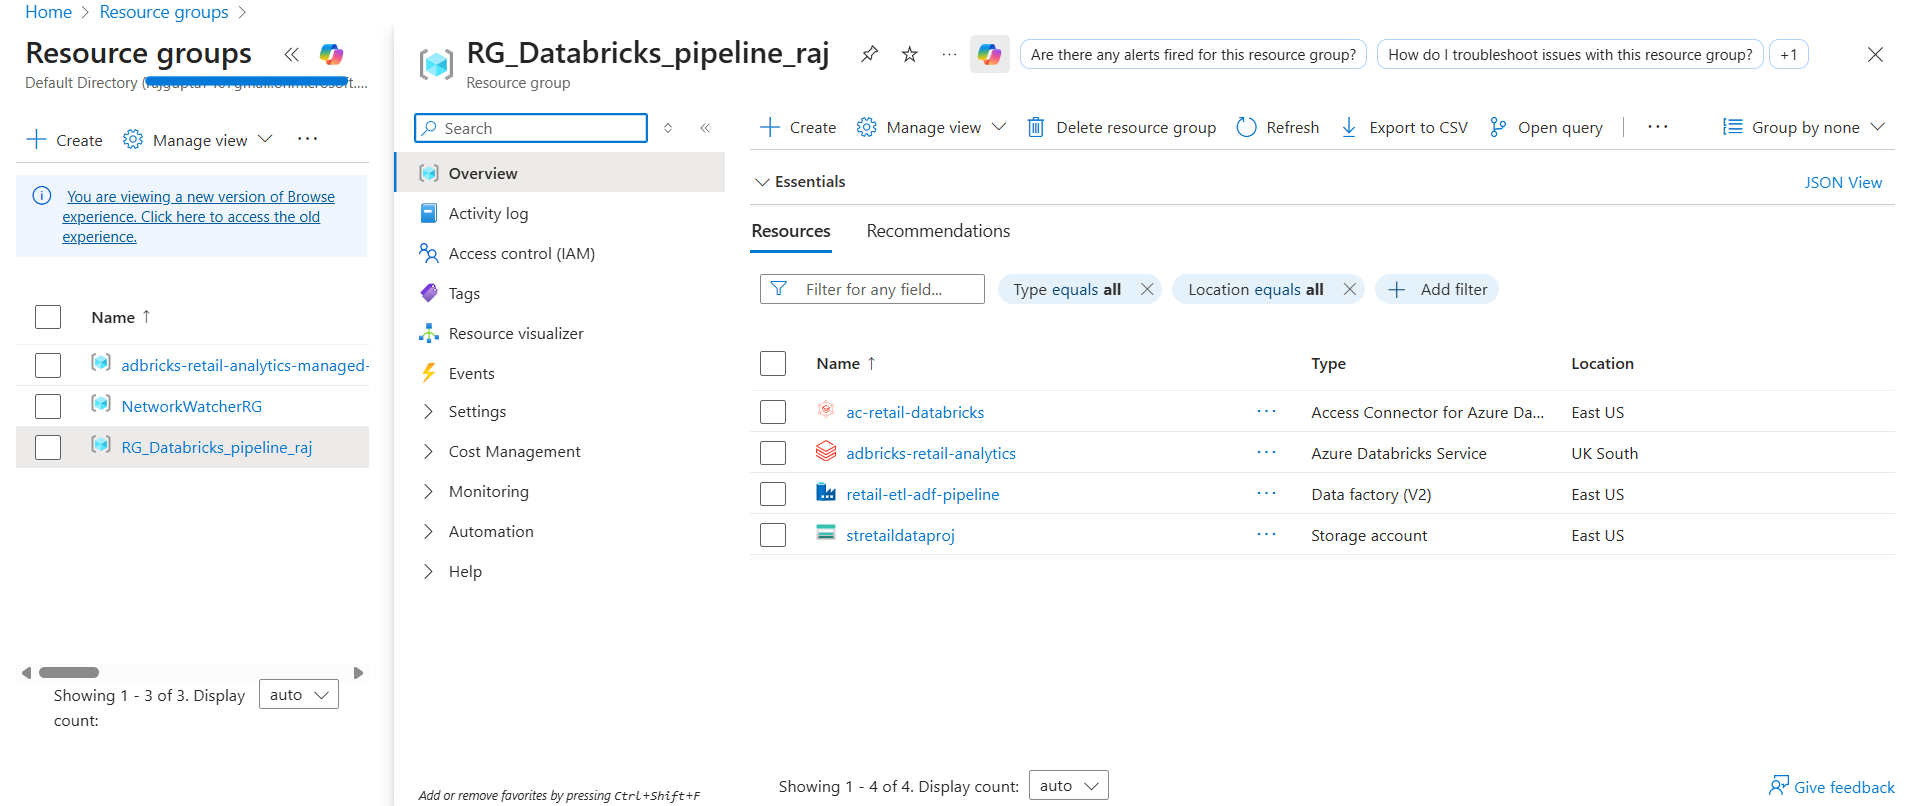 Home > Resource groups >
Resource groups
Default Directory (
Create Manage view ...
You are viewing a new version of Browse
experience. Click here to access the old
experience.
Name ↑
adbricks-retail-analytics-managed-
NetworkWatcherRG
RG_Databricks_pipeline_raj
Showing 1 - 3 of 3. Display
count:
auto
RG_Databricks_pipeline_raj
Resource group
Are there any alerts fired for this resource group?
How do I troubleshoot issues with this resource group?
+1
Search
Overview
Activity log
Access control (IAM)
Tags
Resource visualizer
Events
Settings
Cost Management
Monitoring
Automation
Help
Add or remove favorites by pressing Ctrl+Shift+F
Create Manage view Delete resource group Refresh Export to CSV Open query ... Group by none
Essentials JSON View
Resources Recommendations
Filter for any field... Type equals all Location equals all Add filter
Name ↑ Type Location
ac-retail-databricks ... Access Connector for Azure Da... East US
adbricks-retail-analytics ... Azure Databricks Service UK South
retail-etl-adf-pipeline ... Data factory (V2) East US
stretaildataproj ... Storage account East US
Showing 1 - 4 of 4. Display count: auto
Give feedback